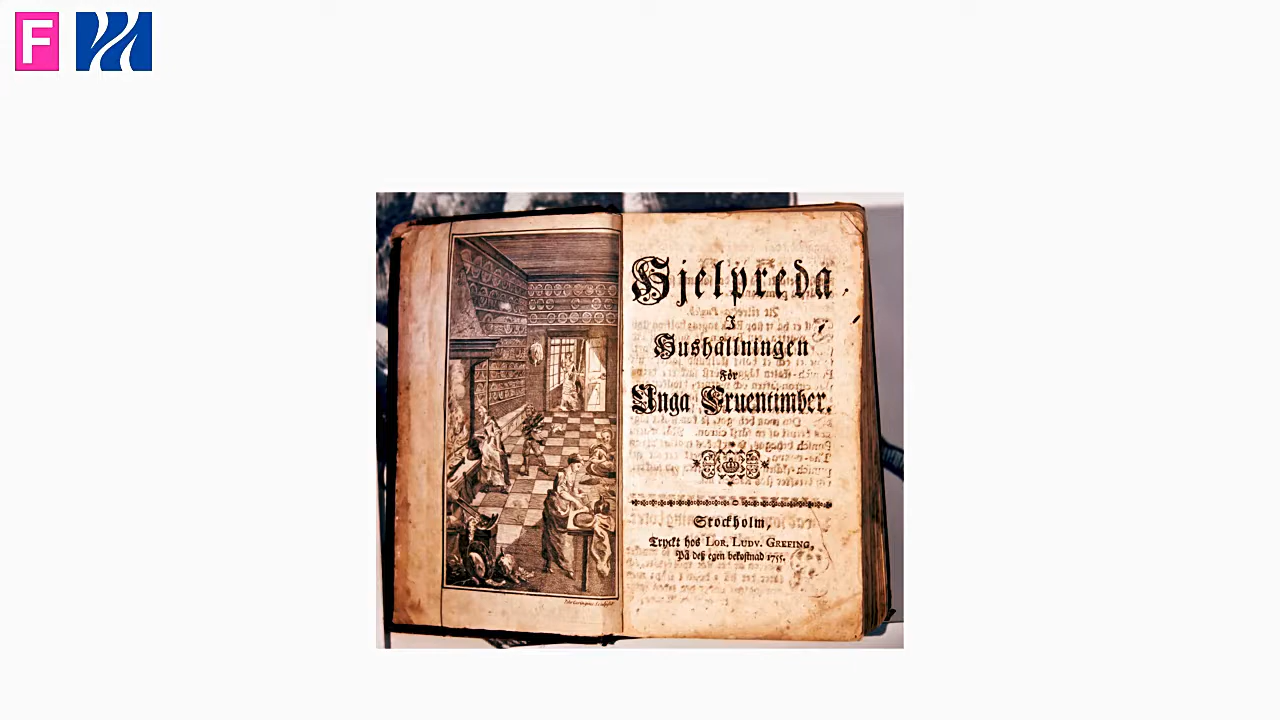 F
Hjelpreda
I
Hushållningen
För
Unga Fruentimber.
Stockholm,
Tryckt hos LOR. LUDV. GREFING,
På deß egen bekostnad 1755.